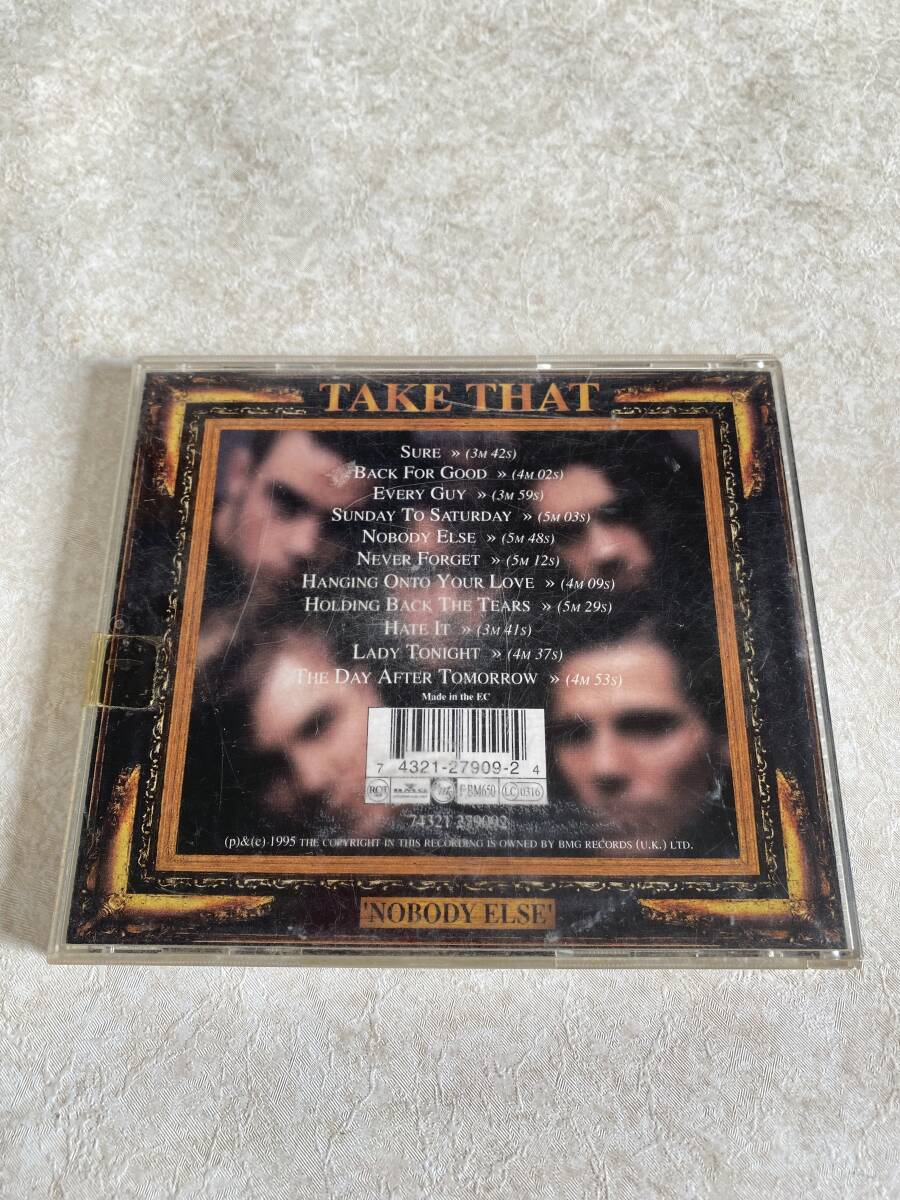 TAKE THAT
SURE » (3M 42S)
BACK FOR GOOD » (4M 02S)
EVERY GUY » (3M 59S)
SUNDAY TO SATURDAY » (5M 03S)
NOBODY ELSE » (5M 48S)
NEVER FORGET » (5M 12S)
HANGING ONTO YOUR LOVE » (4M 09S)
HOLDING BACK THE TEARS » (5M 29S)
HATE IT » (3M 41S)
LADY TONIGHT » (4M 37S)
THE DAY AFTER TOMORROW » (4M 53S)
Made in the EC
7 4321-27909-2 4
BMG F: BM650 LC 0316
74321 279092
(p)&(c) 1995 THE COPYRIGHT IN THIS RECORDING IS OWNED BY BMG RECORDS (U.K.) LTD.
'NOBODY ELSE'